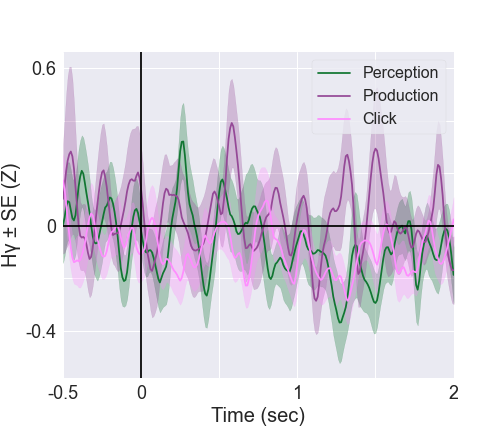 Perception
Production
Click
Hγ ± SE (Z)
0.6
0
-0.4
-0.5
0
1
2
Time (sec)